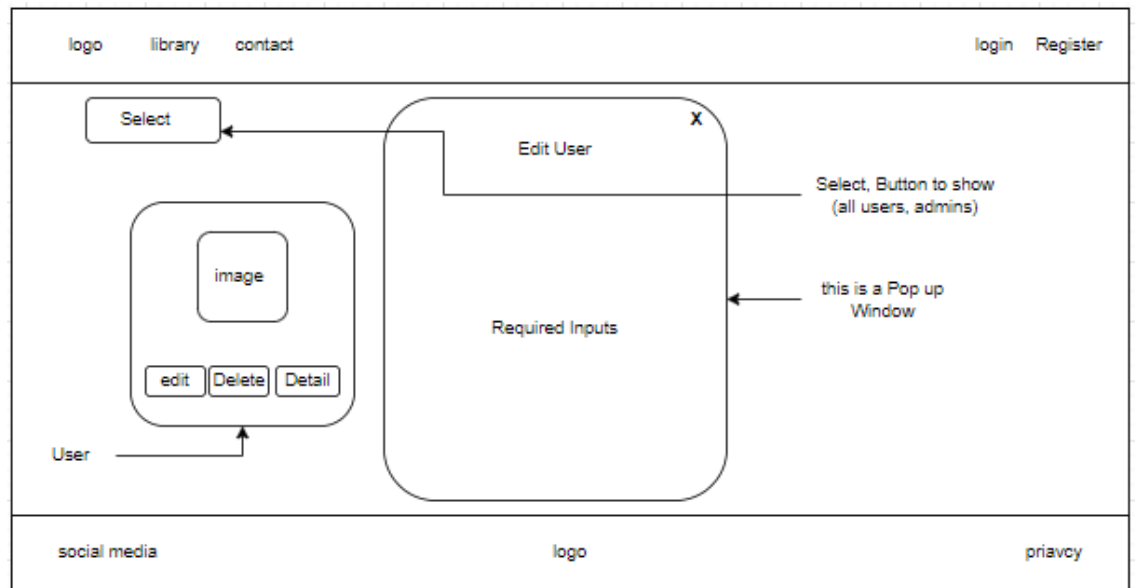 logo library contact login Register
Select
X
Edit User
Select, Button to show
(all users, admins)
image
this is a Pop up
Window
Required Inputs
edit Delete Detail
User
social media logo priavcy